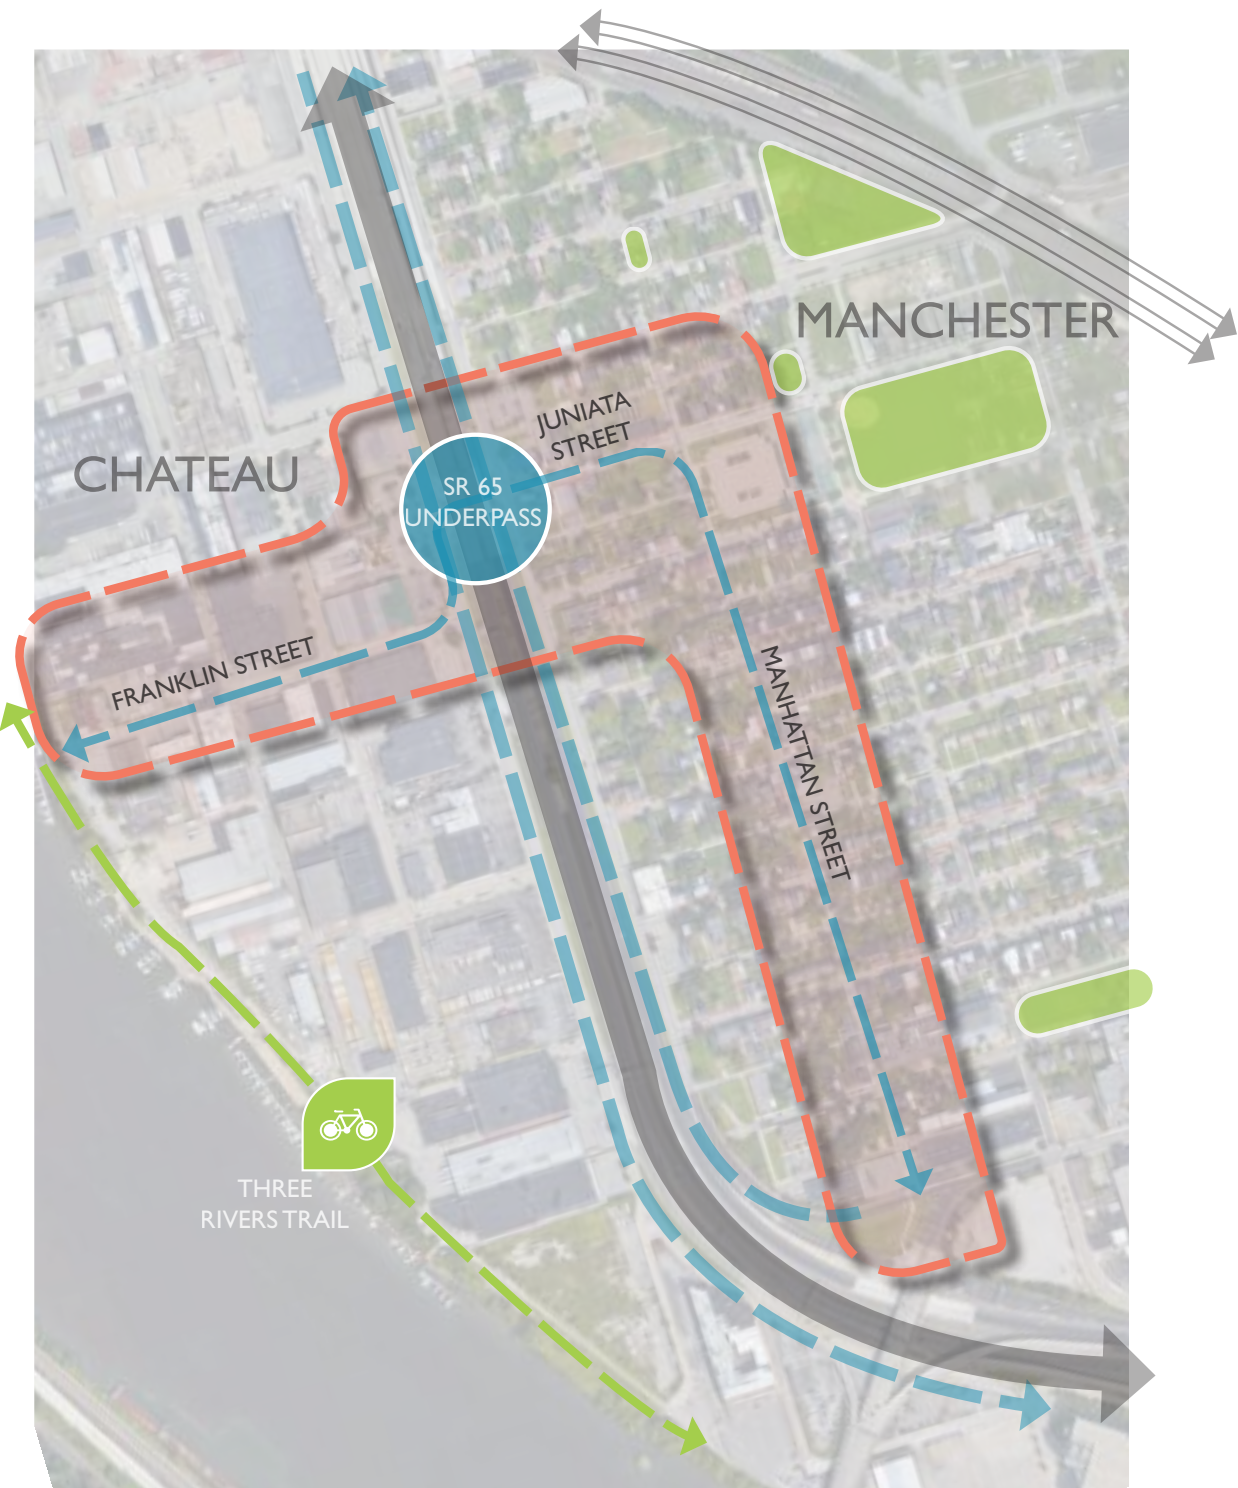 MANCHESTER
JUNIATA
STREET
CHATEAU
SR 65
UNDERPASS
FRANKLIN STREET
MANHATTAN STREET
THREE
RIVERS TRAIL